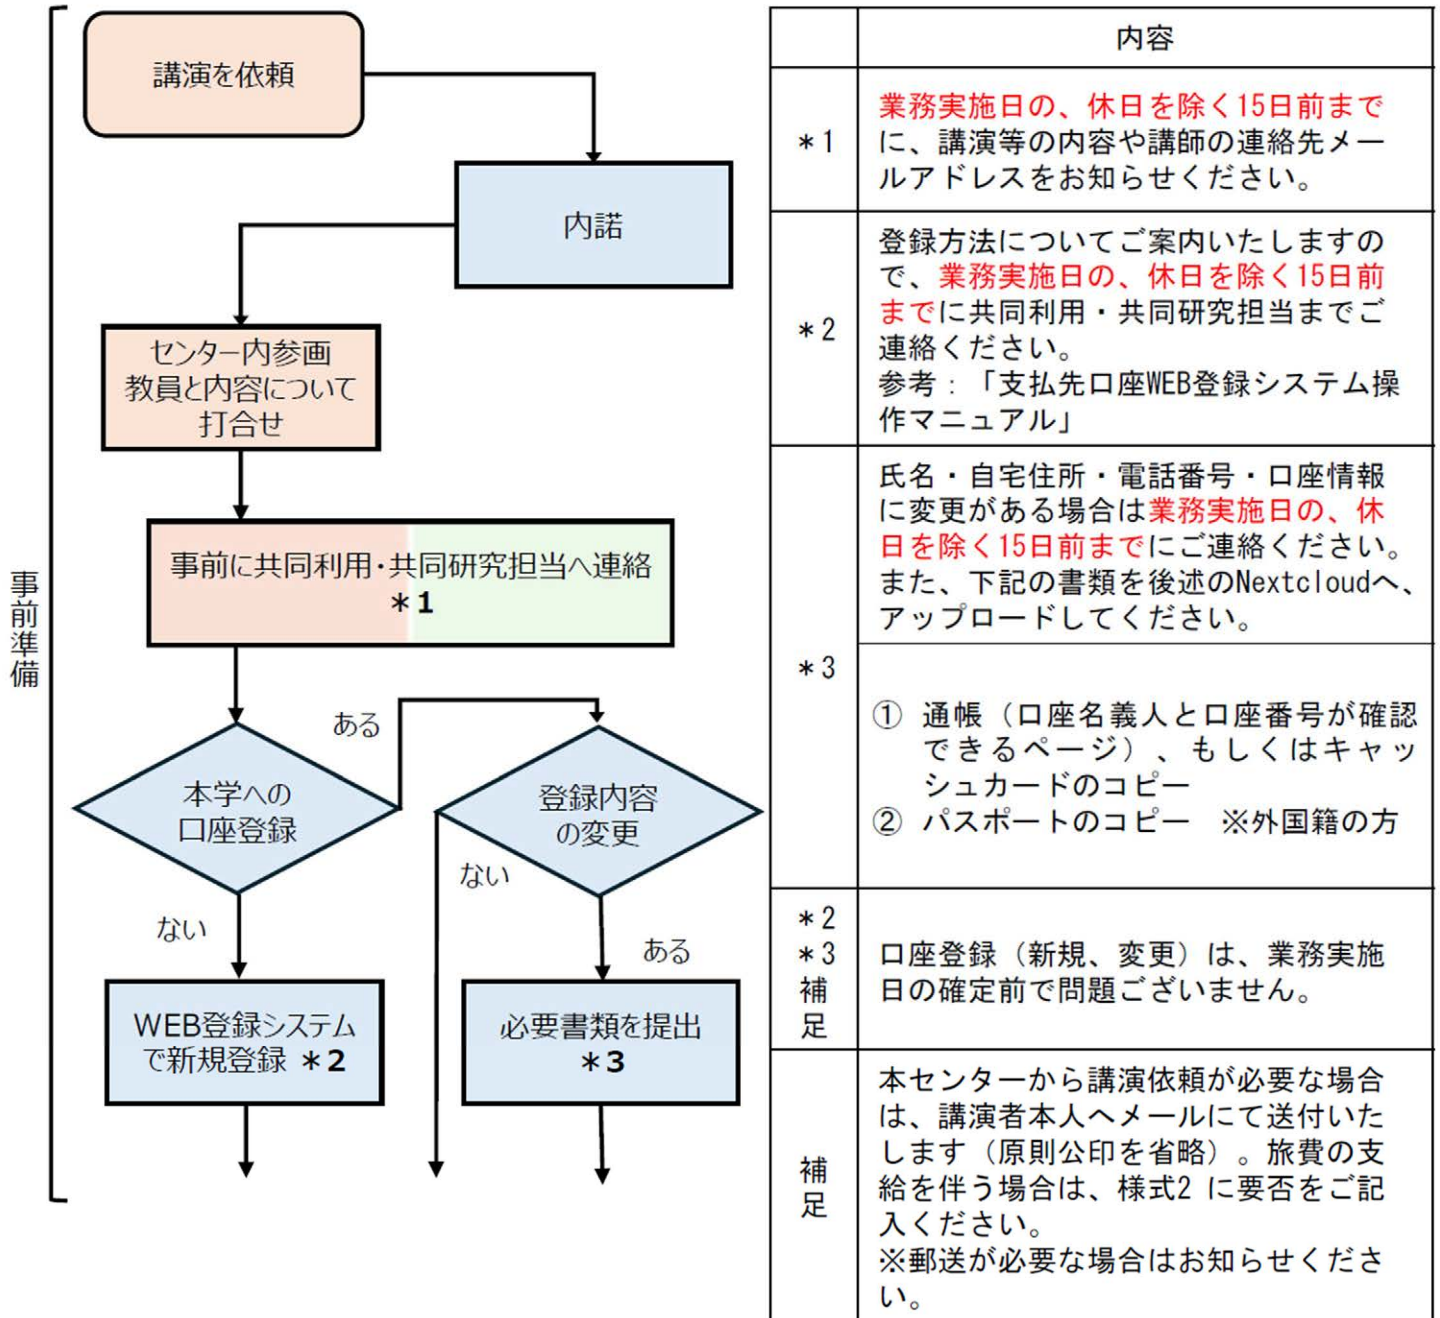 事前準備
講演を依頼
内諾
センター内参画
教員と内容について
打合せ
事前に共同利用・共同研究担当へ連絡
＊1
ある
本学への
口座登録
登録内容
の変更
ない
ない
ある
WEB登録システム
で新規登録 ＊2
必要書類を提出
＊3
内容
＊1
業務実施日の、休日を除く15日前まで
に、講演等の内容や講師の連絡先メー
ルアドレスをお知らせください。
＊2
登録方法についてご案内いたしますの
で、業務実施日の、休日を除く15日前
までに共同利用・共同研究担当までご
連絡ください。
参考：「支払先口座WEB登録システム操
作マニュアル」
＊3
氏名・自宅住所・電話番号・口座情報
に変更がある場合は業務実施日の、休
日を除く15日前までにご連絡ください。
また、下記の書類を後述のNextcloudへ、
アップロードしてください。
① 通帳（口座名義人と口座番号が確認
できるページ）、もしくはキャッ
シュカードのコピー
② パスポートのコピー　※外国籍の方
＊2
＊3
補
足
口座登録（新規、変更）は、業務実施
日の確定前で問題ございません。
補
足
本センターから講演依頼が必要な場合
は、講演者本人へメールにて送付いた
します（原則公印を省略）。旅費の支
給を伴う場合は、様式2 に要否をご記
入ください。
※郵送が必要な場合はお知らせくださ
い。